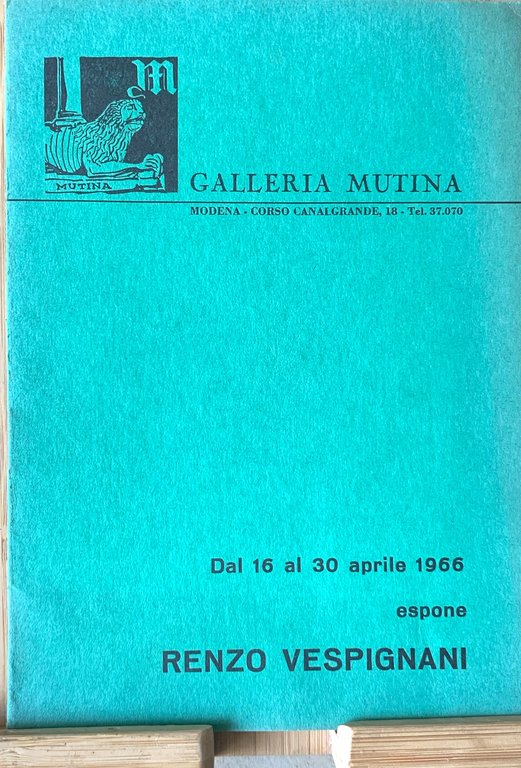 M
MUTINA
GALLERIA MUTINA
MODENA - CORSO CANALGRANDE, 18 - Tel. 37.070
Dal 16 al 30 aprile 1966
espone
RENZO VESPIGNANI